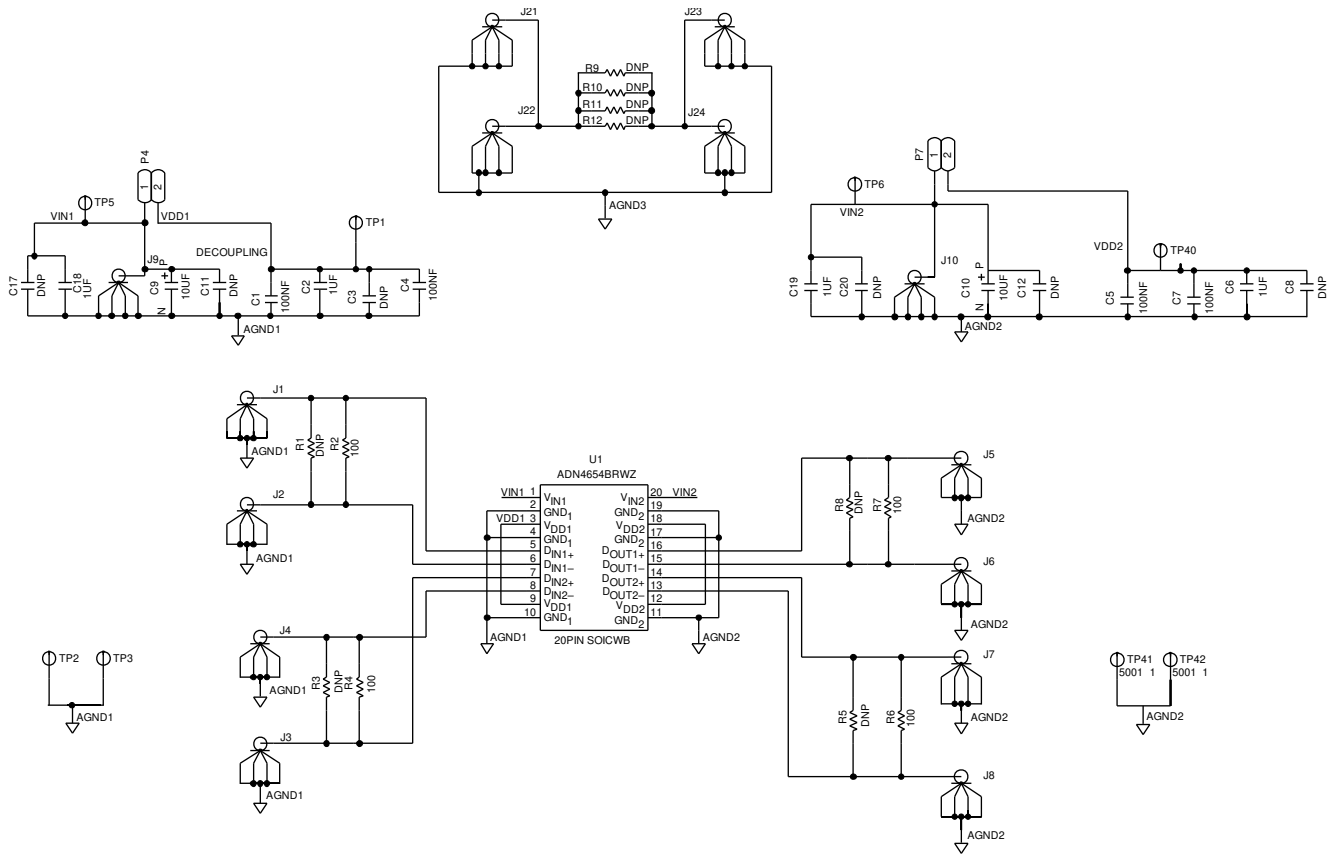 J21
J23
R9 DNP
R10 DNP
R11 DNP
R12 DNP
J22
J24
AGND3
P4
1
2
TP5
VIN1
VDD1
TP1
DECOUPLING
C17
DNP
C18
1UF
J9
C9
10UF
+
P
N
C11
DNP
C1
100NF
C2
1UF
C3
DNP
C4
100NF
AGND1
P7
1
2
TP6
VIN2
VDD2
TP40
C19
1UF
C20
DNP
J10
C10
10UF
+
P
N
C12
DNP
C5
100NF
C7
100NF
C6
1UF
C8
DNP
AGND2
J1
AGND1
R1
DNP
R2
100
J2
AGND1
J4
AGND1
R3
DNP
R4
100
J3
AGND1
U1
ADN4654BRWZ
VIN1 1 VIN1
2 GND1
VDD1 3 VDD1
4 GND1
5 DIN1+
6 DIN1–
7 DIN2+
8 DIN2–
9 VDD1
10 GND1
VIN2 20 VIN2
GND2 19
VDD2 18
GND2 17
DOUT1+ 16
DOUT1– 15
DOUT2+ 14
DOUT2– 13
VDD2 12
GND2 11
AGND1
20PIN SOICWB
AGND2
J5
R8
DNP
R7
100
AGND2
J6
AGND2
J7
R5
DNP
R6
100
AGND2
J8
AGND2
TP2
TP3
AGND1
TP41
5001 1
TP42
5001 1
AGND2